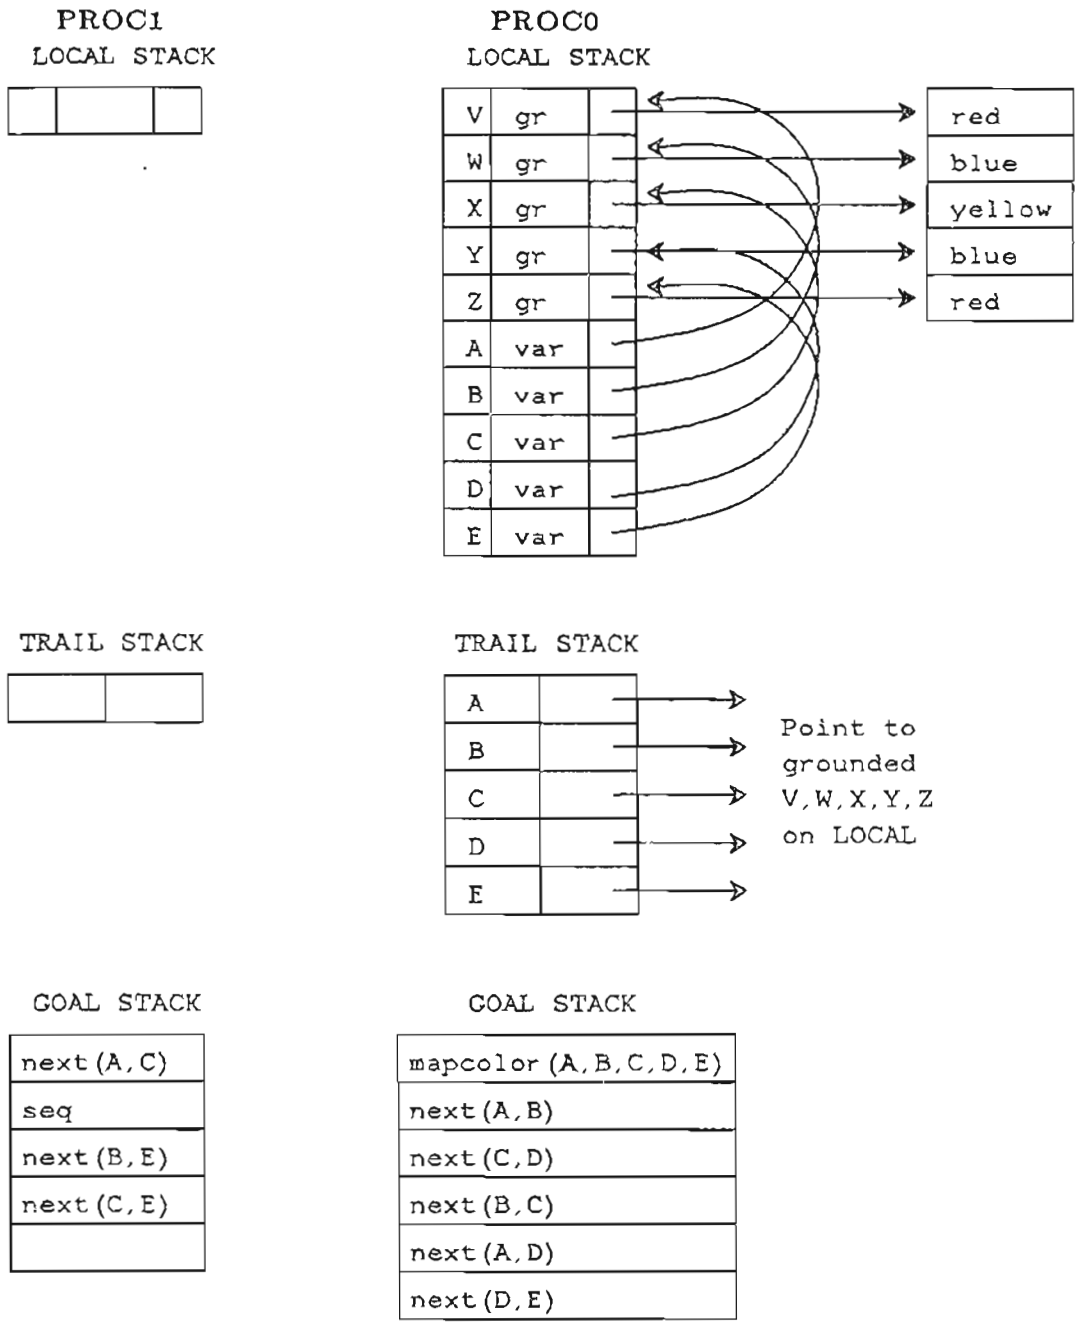 PROC1 PROC0
LOCAL STACK LOCAL STACK
V gr red
W gr blue
X gr yellow
Y gr blue
Z gr red
A var
B var
C var
D var
E var
TRAIL STACK TRAIL STACK
A
B
C
D
E
Point to
grounded
V,W,X,Y,Z
on LOCAL
GOAL STACK GOAL STACK
next(A,C) mapcolor(A,B,C,D,E)
seq next(A,B)
next(B,E) next(C,D)
next(C,E) next(B,C)
next(A,D)
next(D,E)